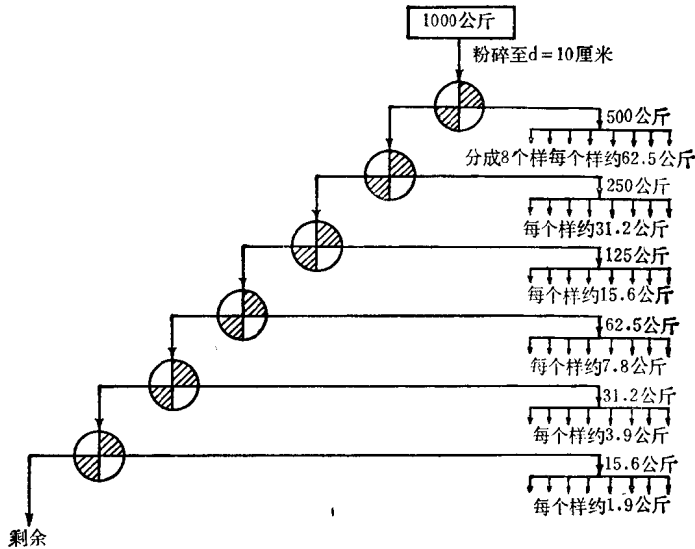 1000公斤
粉碎至d=10厘米
500公斤
分成8个样每个样约62.5公斤
250公斤
每个样约31.2公斤
125公斤
每个样约15.6公斤
62.5公斤
每个样约7.8公斤
31.2公斤
每个样约3.9公斤
15.6公斤
每个样约1.9公斤
剩余